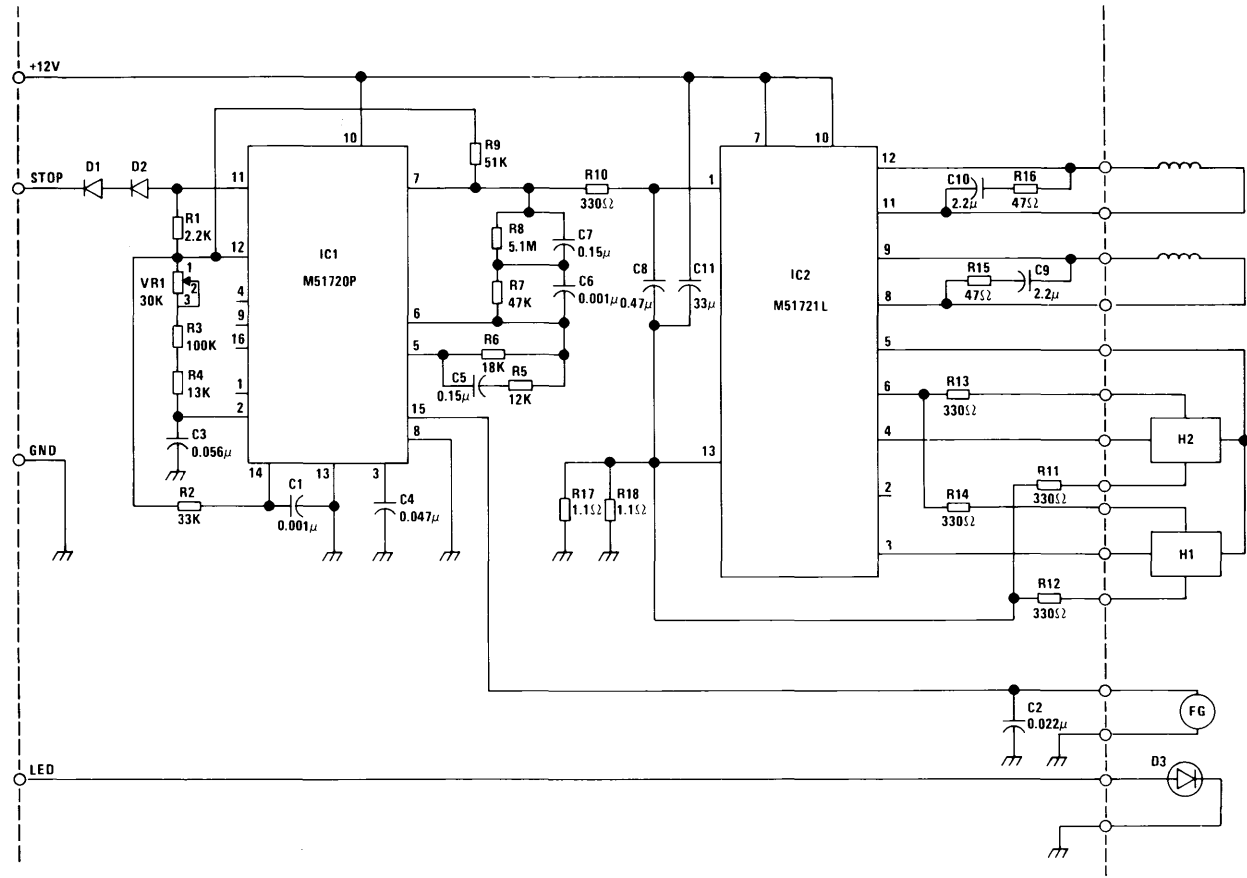 +12V
STOP
D1
D2
11
R1
2.2K
12
VR1
30K
1
2
3
R3
100K
R4
13K
4
9
16
1
2
C3
0.056μ
GND
R2
33K
14
C1
0.001μ
13
3
C4
0.047μ
10
IC1
M51720P
7
6
5
15
8
R9
51K
R8
5.1M
C7
0.15μ
R7
47K
C6
0.001μ
R6
18K
C5
0.15μ
R5
12K
R10
330Ω
C8
0.47μ
C11
33μ
R17
1.1Ω
R18
1.1Ω
7
10
1
13
IC2
M51721L
12
11
9
8
5
6
4
2
3
C10
2.2μ
R16
47Ω
R15
47Ω
C9
2.2μ
R13
330Ω
R11
330Ω
R14
330Ω
R12
330Ω
H2
H1
C2
0.022μ
FG
LED
D3